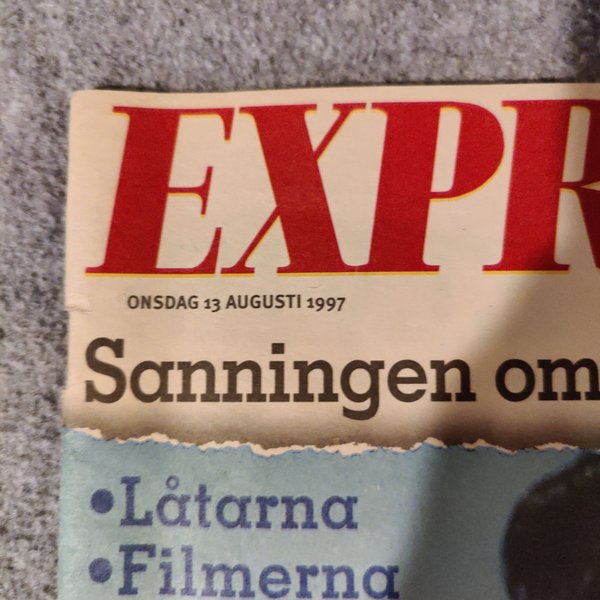 EXPR
ONSDAG 13 AUGUSTI 1997
Sanningen om
•Låtarna
•Filmerna